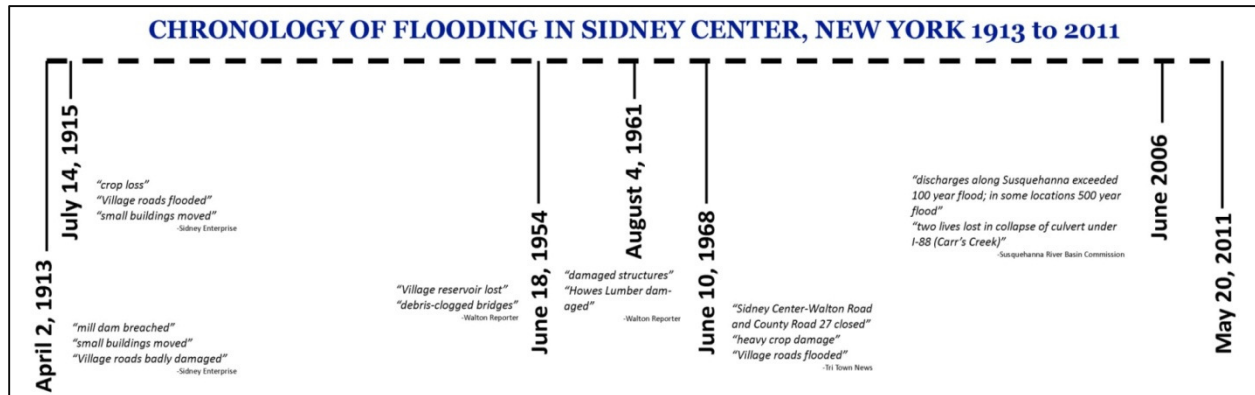 CHRONOLOGY OF FLOODING IN SIDNEY CENTER, NEW YORK 1913 to 2011
April 2, 1913
“mill dam breached”
“small buildings moved”
“Village roads badly damaged”
-Sidney Enterprise
July 14, 1915
“crop loss”
“Village roads flooded”
“small buildings moved”
-Sidney Enterprise
June 18, 1954
“Village reservoir lost”
“debris-clogged bridges”
-Walton Reporter
August 4, 1961
“damaged structures”
“Howes Lumber dam-
aged”
-Walton Reporter
June 10, 1968
“Sidney Center-Walton Road
and County Road 27 closed”
“heavy crop damage”
“Village roads flooded”
-Tri Town News
June 2006
“discharges along Susquehanna exceeded
100 year flood; in some locations 500 year
flood”
“two lives lost in collapse of culvert under
I-88 (Carr’s Creek)”
-Susquehanna River Basin Commission
May 20, 2011